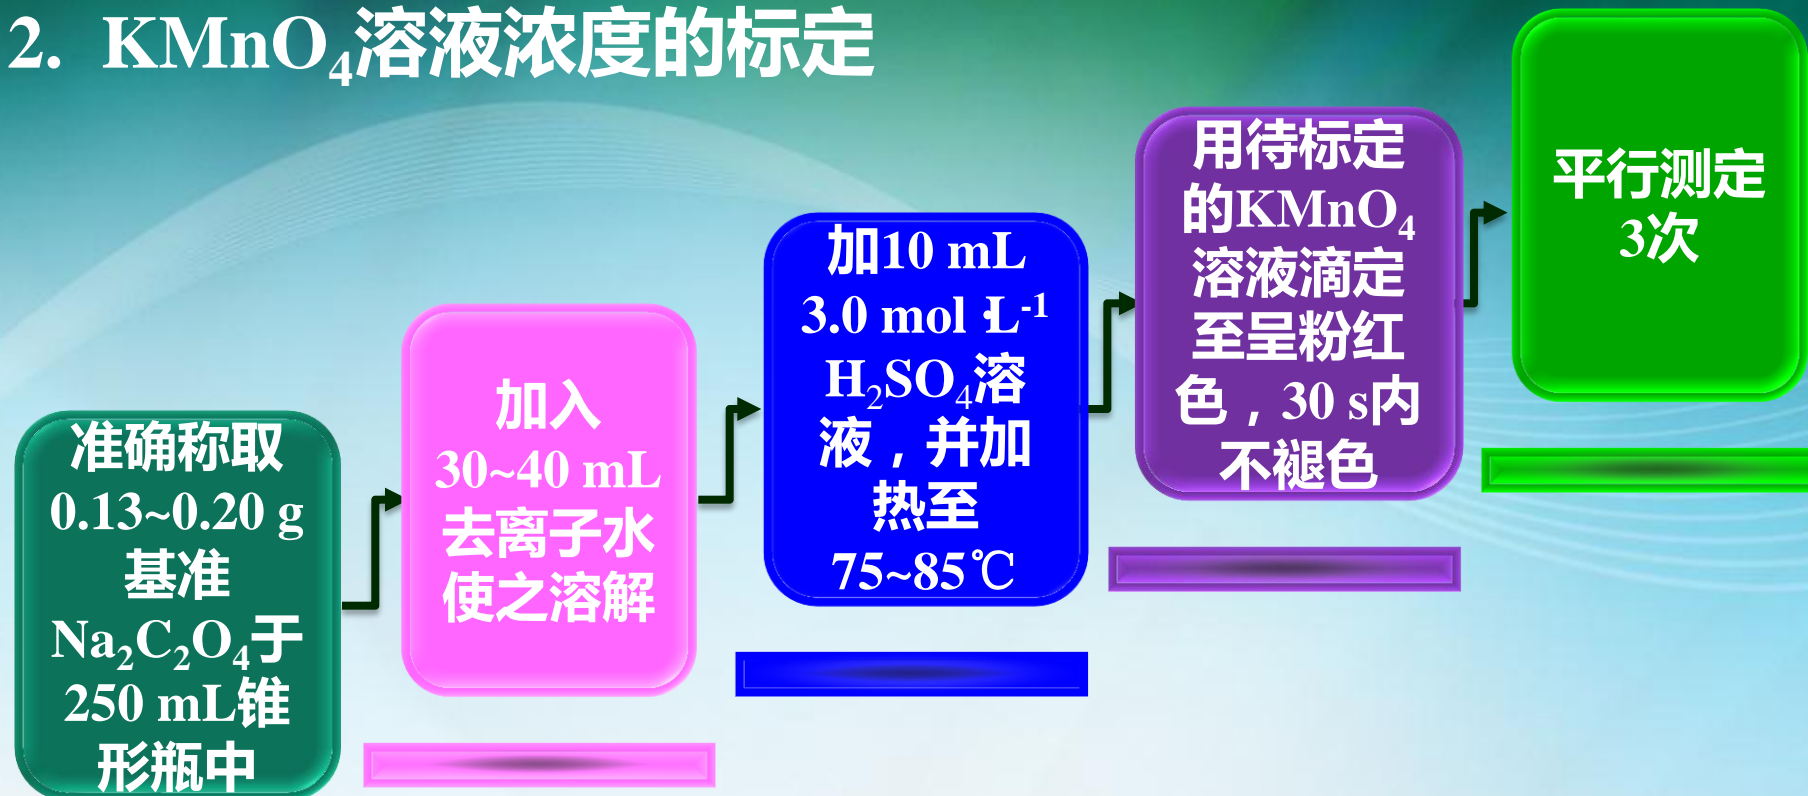 2. KMnO₄溶液浓度的标定
准确称取
0.13~0.20 g
基准
Na₂C₂O₄于
250 mL锥
形瓶中
加入
30~40 mL
去离子水
使之溶解
加10 mL
3.0 mol·L⁻¹
H₂SO₄溶
液，并加
热至
75~85℃
用待标定
的KMnO₄
溶液滴定
至呈粉红
色，30 s内
不褪色
平行测定
3次